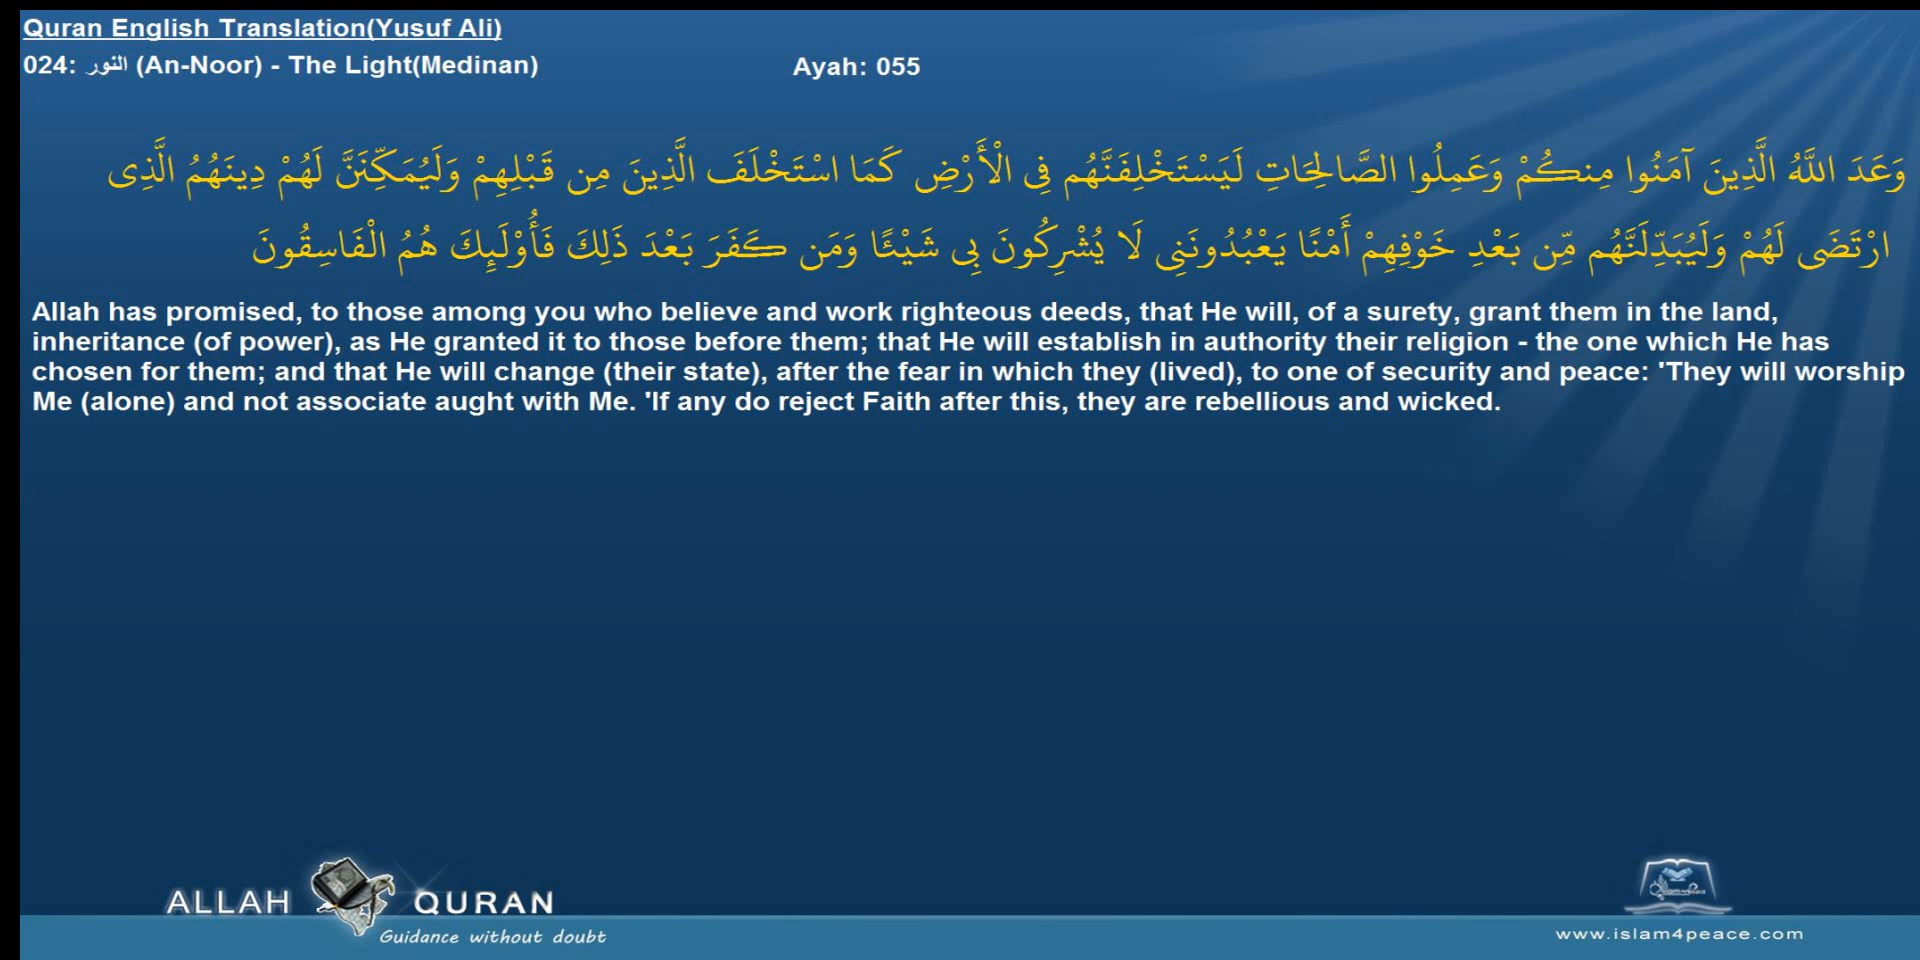 Quran English Translation(Yusuf Ali)
024: النور (An-Noor) - The Light(Medinan)
Ayah: 055
وَعَدَ اللَّهُ الَّذِينَ آمَنُوا مِنكُمْ وَعَمِلُوا الصَّالِحَاتِ لَيَسْتَخْلِفَنَّهُم فِى الْأَرْضِ كَمَا اسْتَخْلَفَ الَّذِينَ مِن قَبْلِهِمْ وَلَيُمَكِّنَنَّ لَهُمْ دِينَهُمُ الَّذِى
ارْتَضَى لَهُمْ وَلَيُبَدِّلَنَّهُم مِّن بَعْدِ خَوْفِهِمْ أَمْنًا يَعْبُدُونَنِى لَا يُشْرِكُونَ بِى شَيْئًا وَمَن كَفَرَ بَعْدَ ذَلِكَ فَأُوْلَئِكَ هُمُ الْفَاسِقُونَ
Allah has promised, to those among you who believe and work righteous deeds, that He will, of a surety, grant them in the land,
inheritance (of power), as He granted it to those before them; that He will establish in authority their religion - the one which He has
chosen for them; and that He will change (their state), after the fear in which they (lived), to one of security and peace: 'They will worship
Me (alone) and not associate aught with Me. 'If any do reject Faith after this, they are rebellious and wicked.
ALLAH QURAN
Guidance without doubt
www.islam4peace.com